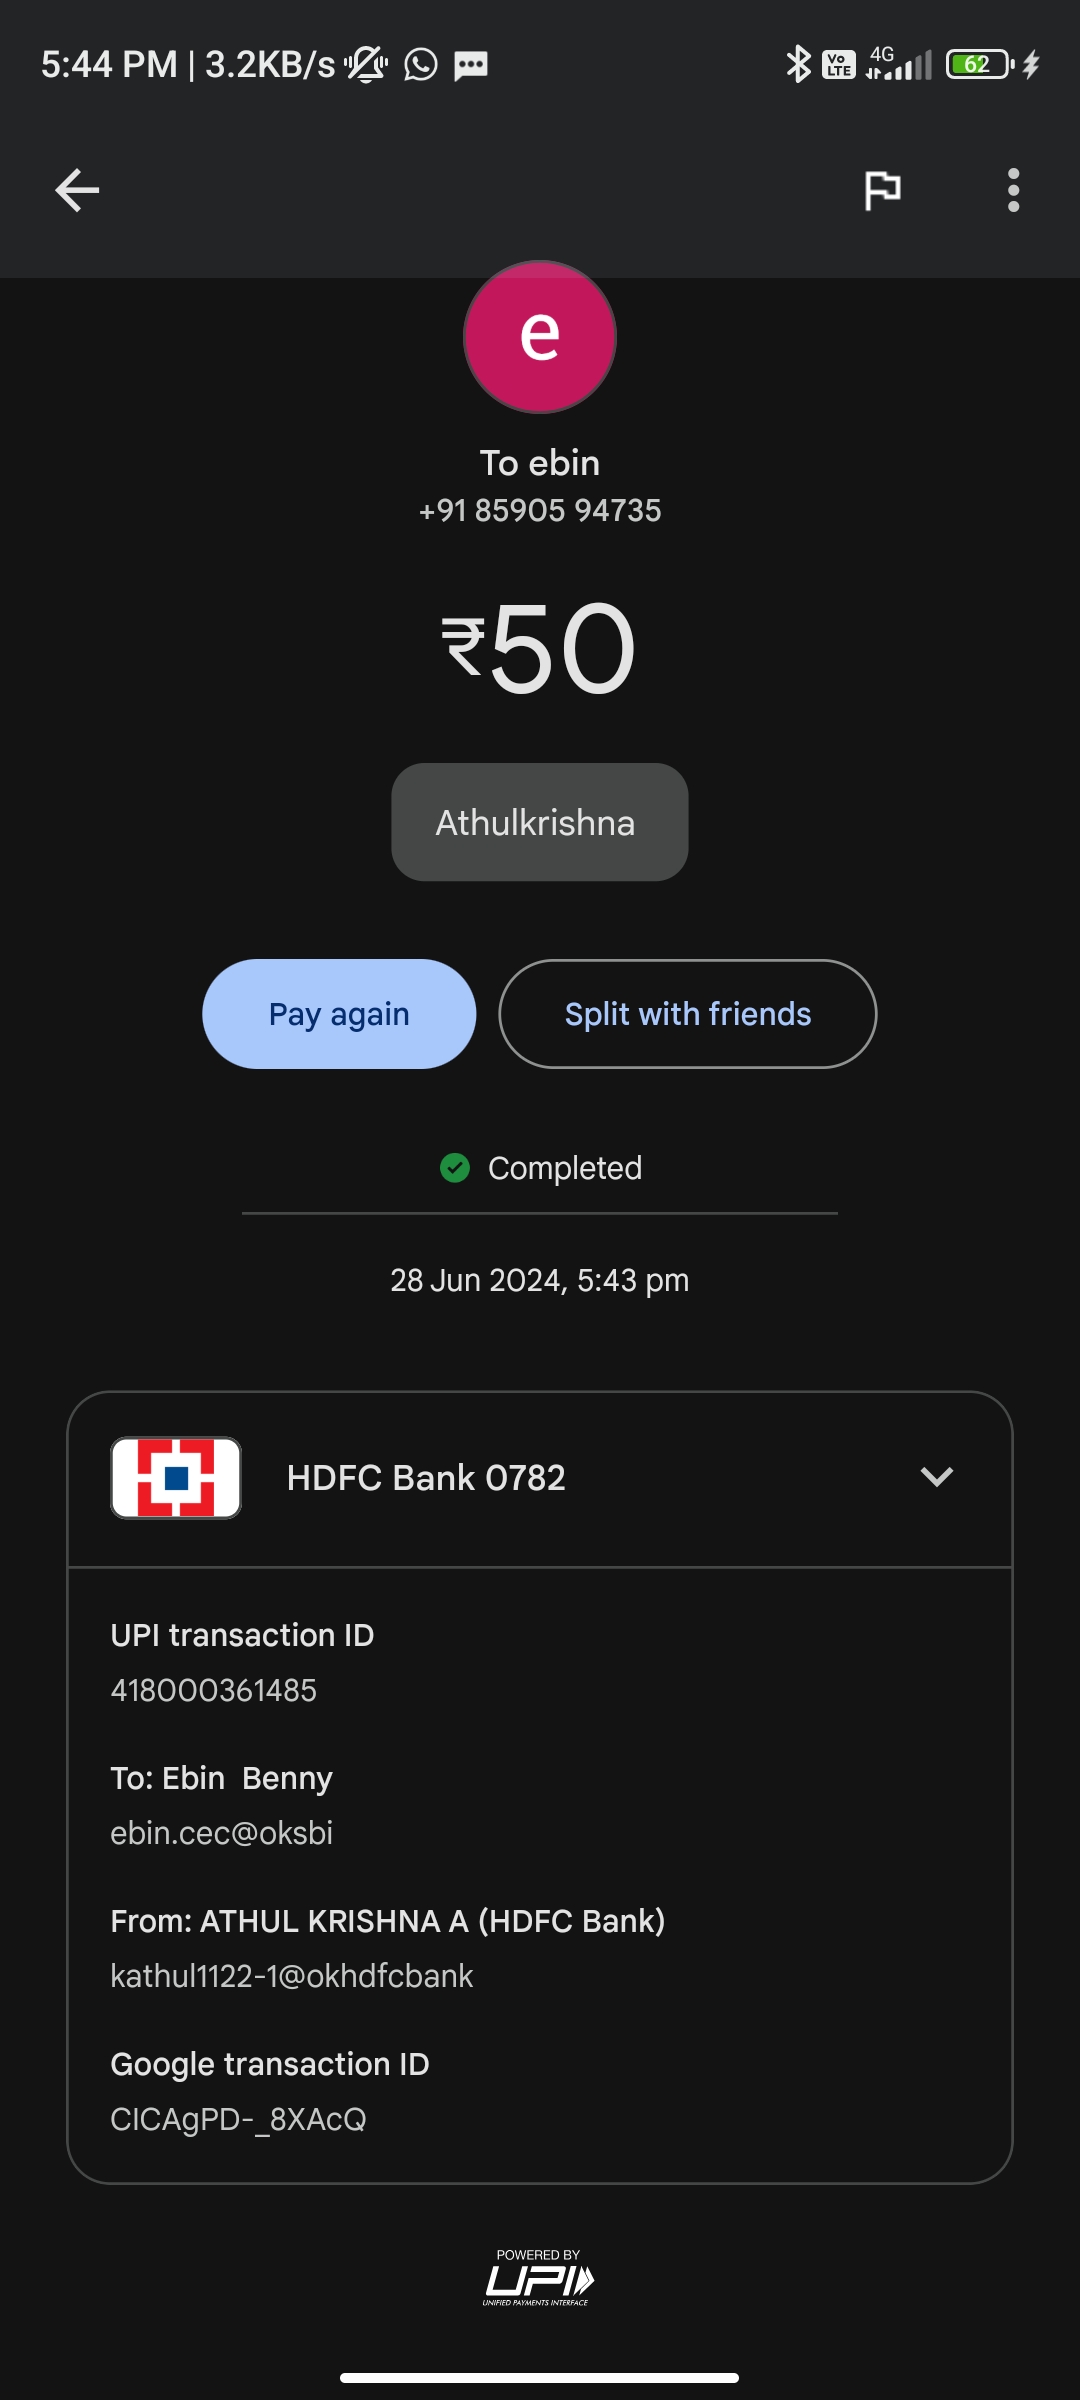 5:44 PM | 3.2KB/s
Vo LTE 4G 62
e
To ebin
+91 85905 94735
₹50
Athulkrishna
Pay again Split with friends
Completed
28 Jun 2024, 5:43 pm
HDFC Bank 0782
UPI transaction ID
418000361485
To: Ebin  Benny
ebin.cec@oksbi
From: ATHUL KRISHNA A (HDFC Bank)
kathul1122-1@okhdfcbank
Google transaction ID
CICAgPD-_8XAcQ
POWERED BY
UPI
UNIFIED PAYMENTS INTERFACE